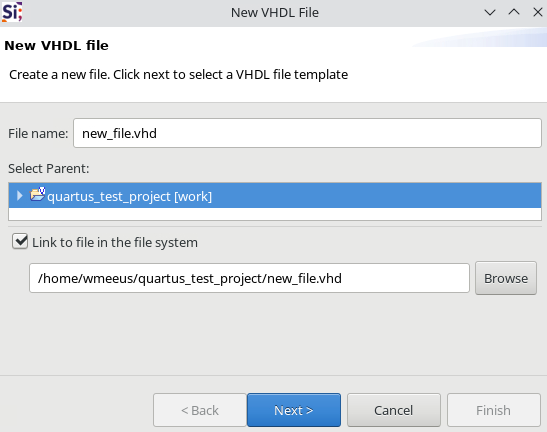 Si
New VHDL File
New VHDL file
Create a new file. Click next to select a VHDL file template
File name: new_file.vhd
Select Parent:
quartus_test_project [work]
Link to file in the file system
/home/wmeeus/quartus_test_project/new_file.vhd Browse
< Back Next > Cancel Finish